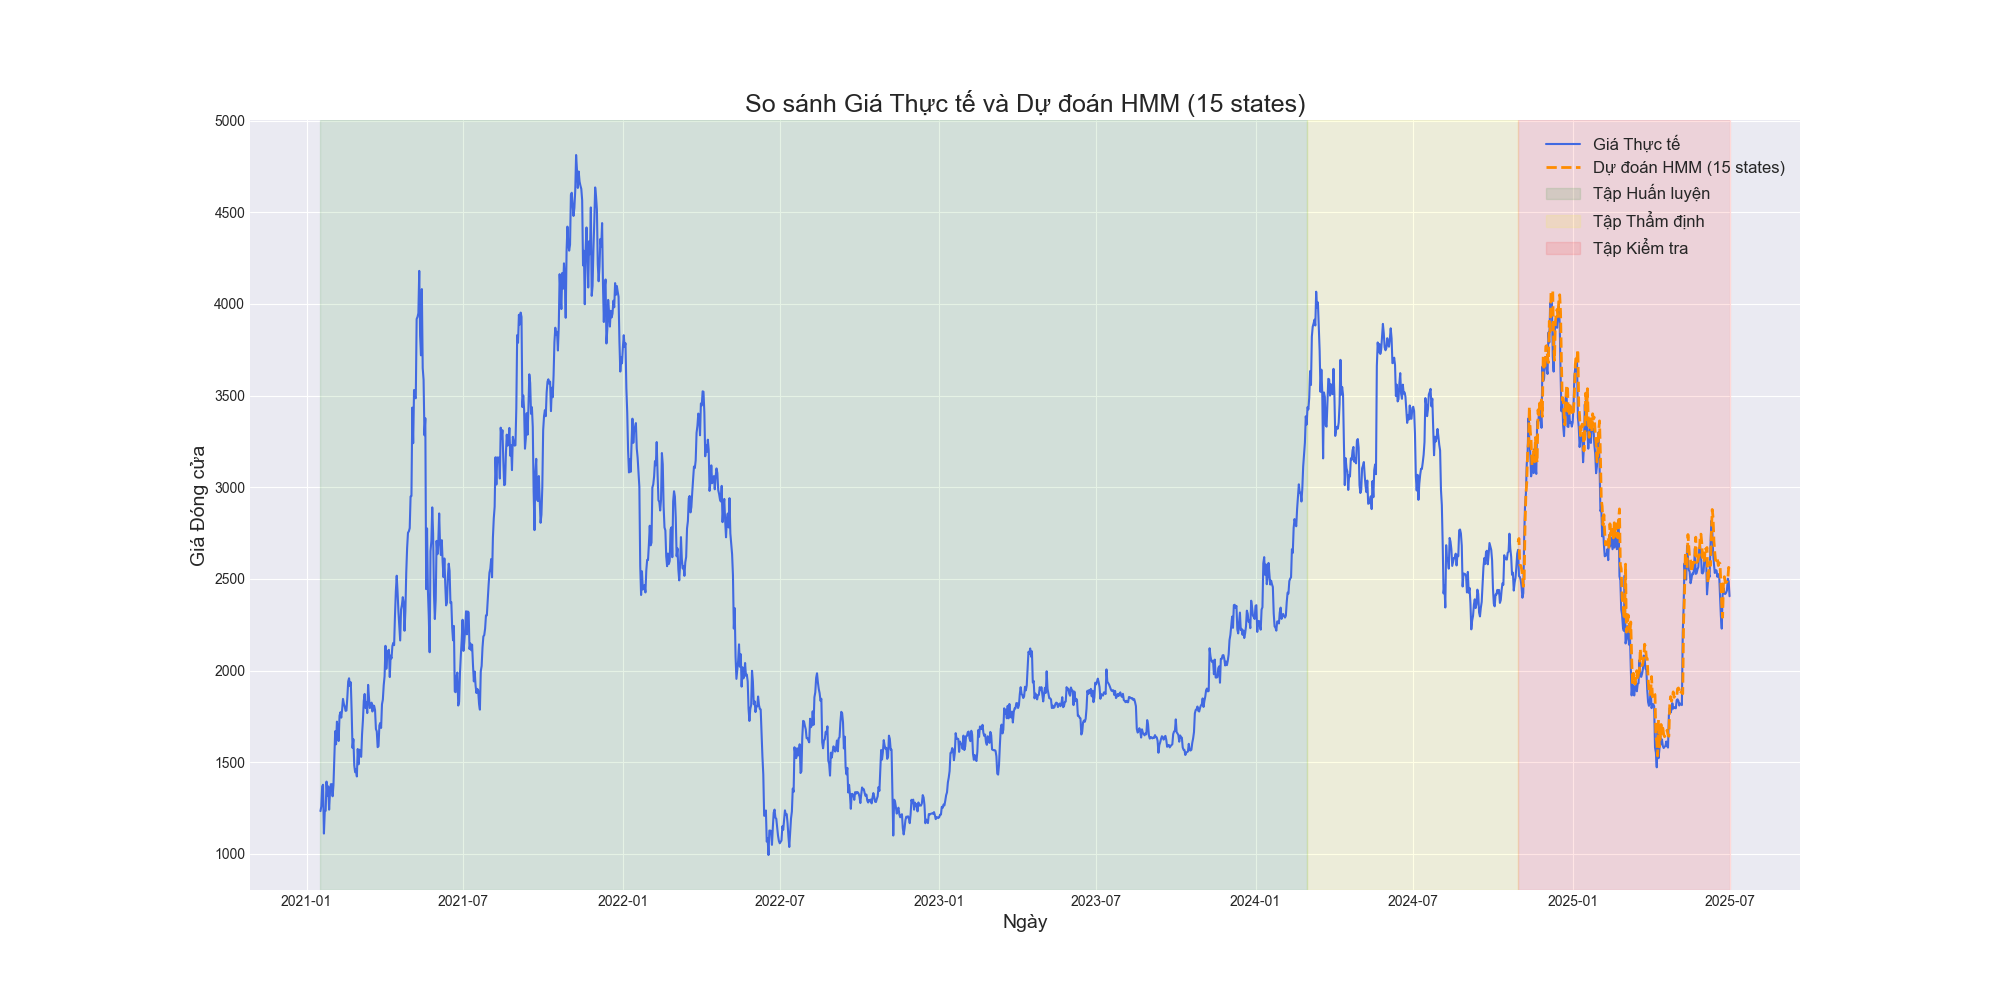 So sánh Giá Thực tế và Dự đoán HMM (15 states)
5000
4500
4000
3500
3000
2500
2000
1500
1000
Giá Đóng cửa
Giá Thực tế
Dự đoán HMM (15 states)
Tập Huấn luyện
Tập Thẩm định
Tập Kiểm tra
2021-01 2021-07 2022-01 2022-07 2023-01 2023-07 2024-01 2024-07 2025-01 2025-07
Ngày